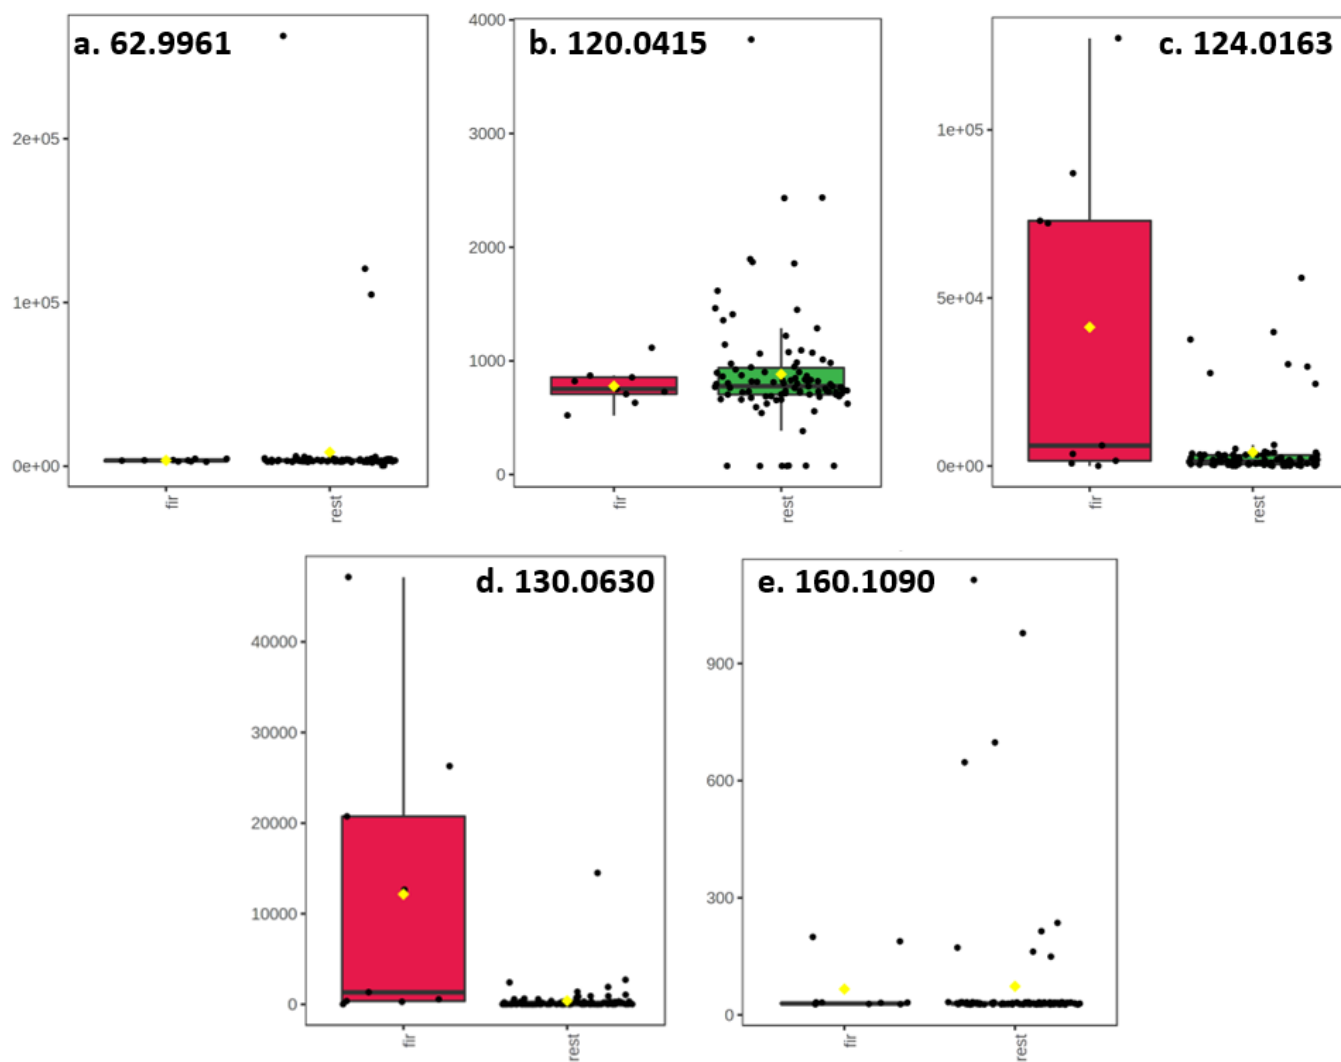 a. 62.9961
2e+05
1e+05
0e+00
fir
rest
b. 120.0415
4000
3000
2000
1000
0
fir
rest
c. 124.0163
1e+05
5e+04
0e+00
fir
rest
d. 130.0630
40000
30000
20000
10000
0
fir
rest
e. 160.1090
900
600
300
0
fir
rest